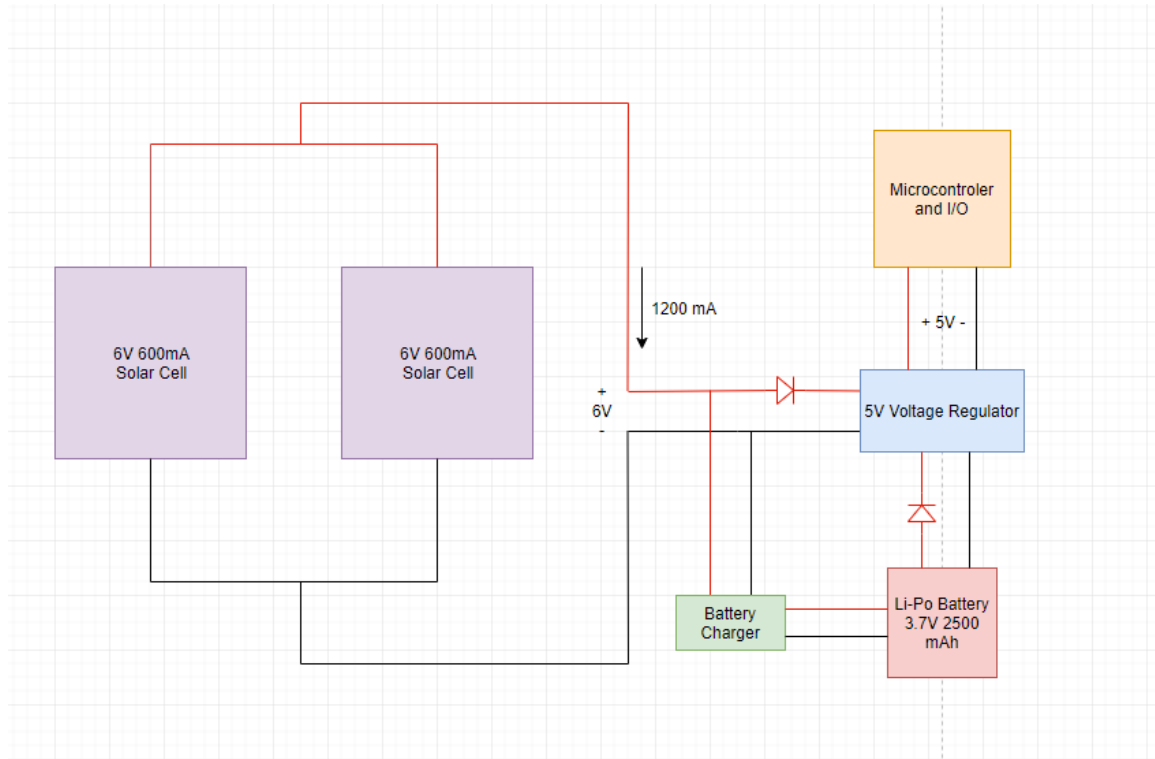 6V 600mA
Solar Cell
6V 600mA
Solar Cell
1200 mA
+
6V
-
Microcontroler
and I/O
+ 5V -
5V Voltage Regulator
Battery
Charger
Li-Po Battery
3.7V 2500
mAh